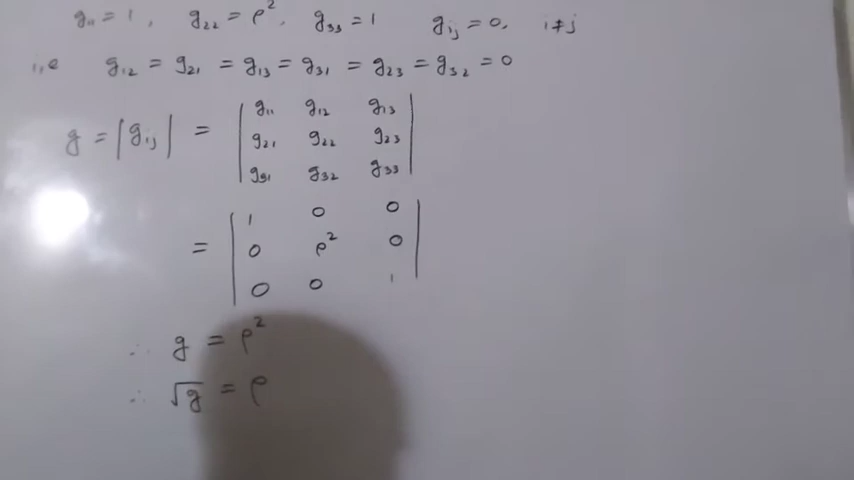 g₁₁ = 1, g₂₂ = ρ², g₃₃ = 1 gᵢⱼ = 0, i≠j
i,e g₁₂ = g₂₁ = g₁₃ = g₃₁ = g₂₃ = g₃₂ = 0
g = |gᵢⱼ| = | g₁₁ g₁₂ g₁₃ |
| g₂₁ g₂₂ g₂₃ |
| g₃₁ g₃₂ g₃₃ |
= | 1 0 0 |
| 0 ρ² 0 |
| 0 0 1 |
∴ g = ρ²
∴ √g = ρ